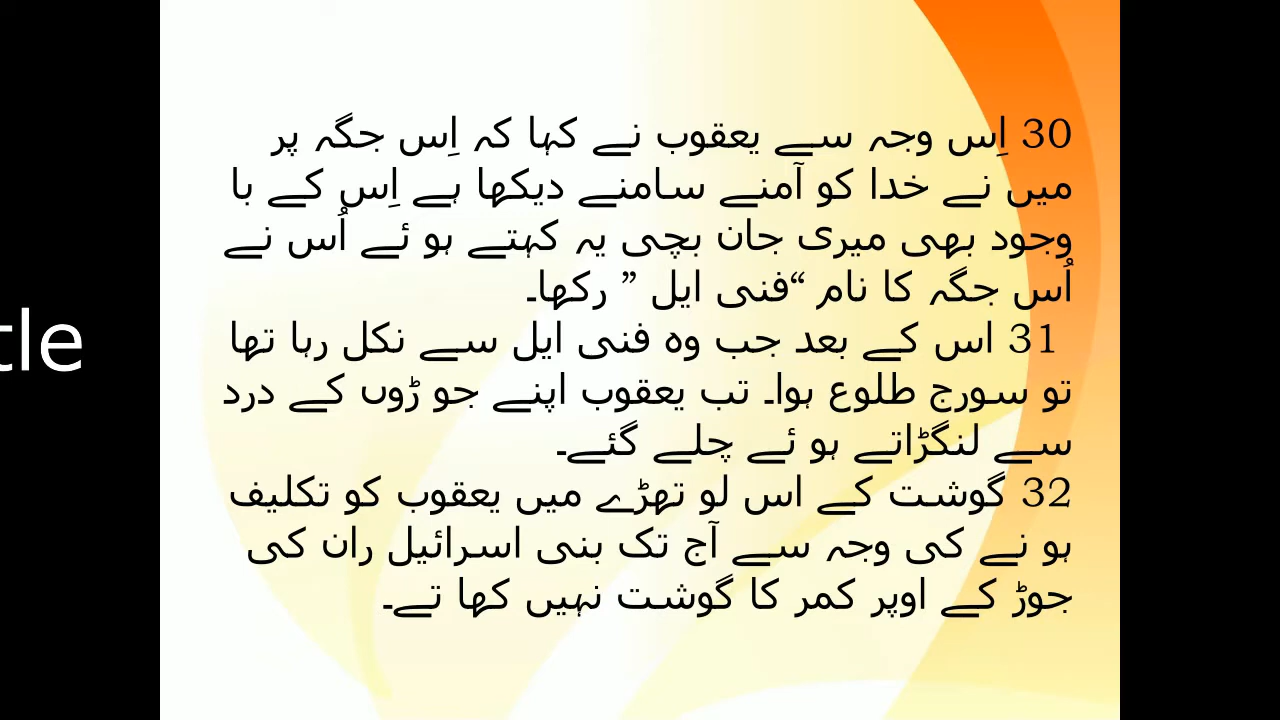 30 اِس وجہ سے یعقوب نے کہا کہ اِس جگہ پر
میں نے خدا کو آمنے سامنے دیکھا ہے اِس کے با
وجود بھی میری جان بچی یہ کہتے ہو ئے اُس نے
اُس جگہ کا نام “فنی ایل ” رکھا۔
31 اس کے بعد جب وہ فنی ایل سے نکل رہا تھا
تو سورج طلوع ہوا۔ تب یعقوب اپنے جو ڑوں کے درد
سے لنگڑاتے ہو ئے چلے گئے۔
32 گوشت کے اس لو تھڑے میں یعقوب کو تکلیف
ہو نے کی وجہ سے آج تک بنی اسرائیل ران کی
جوڑ کے اوپر کمر کا گوشت نہیں کھا تے۔
tle